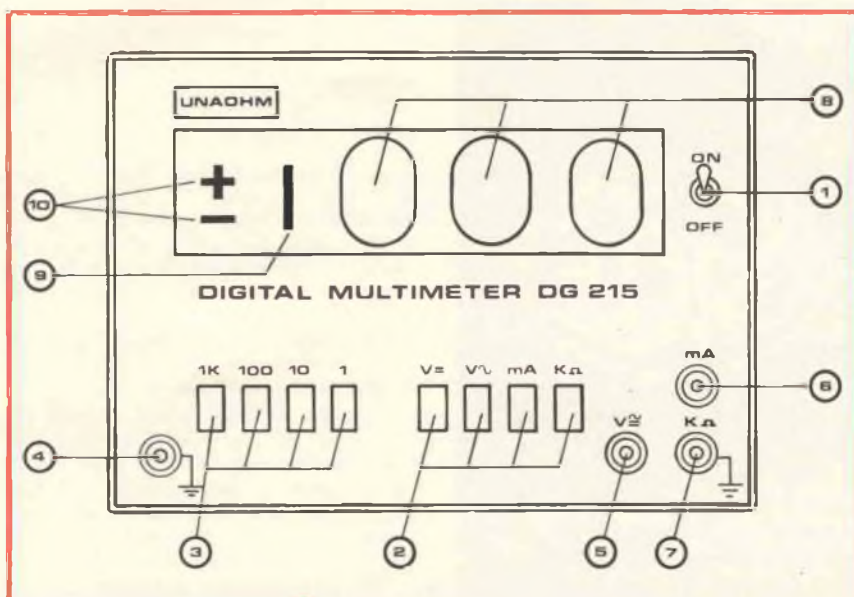 UNAOHM
8
ON
1
OFF
10
+
–
9
DIGITAL MULTIMETER DG 215
mA
6
1K 100 10 1
V= V∿ mA KΩ
4
V≅ KΩ
3 2 5 7